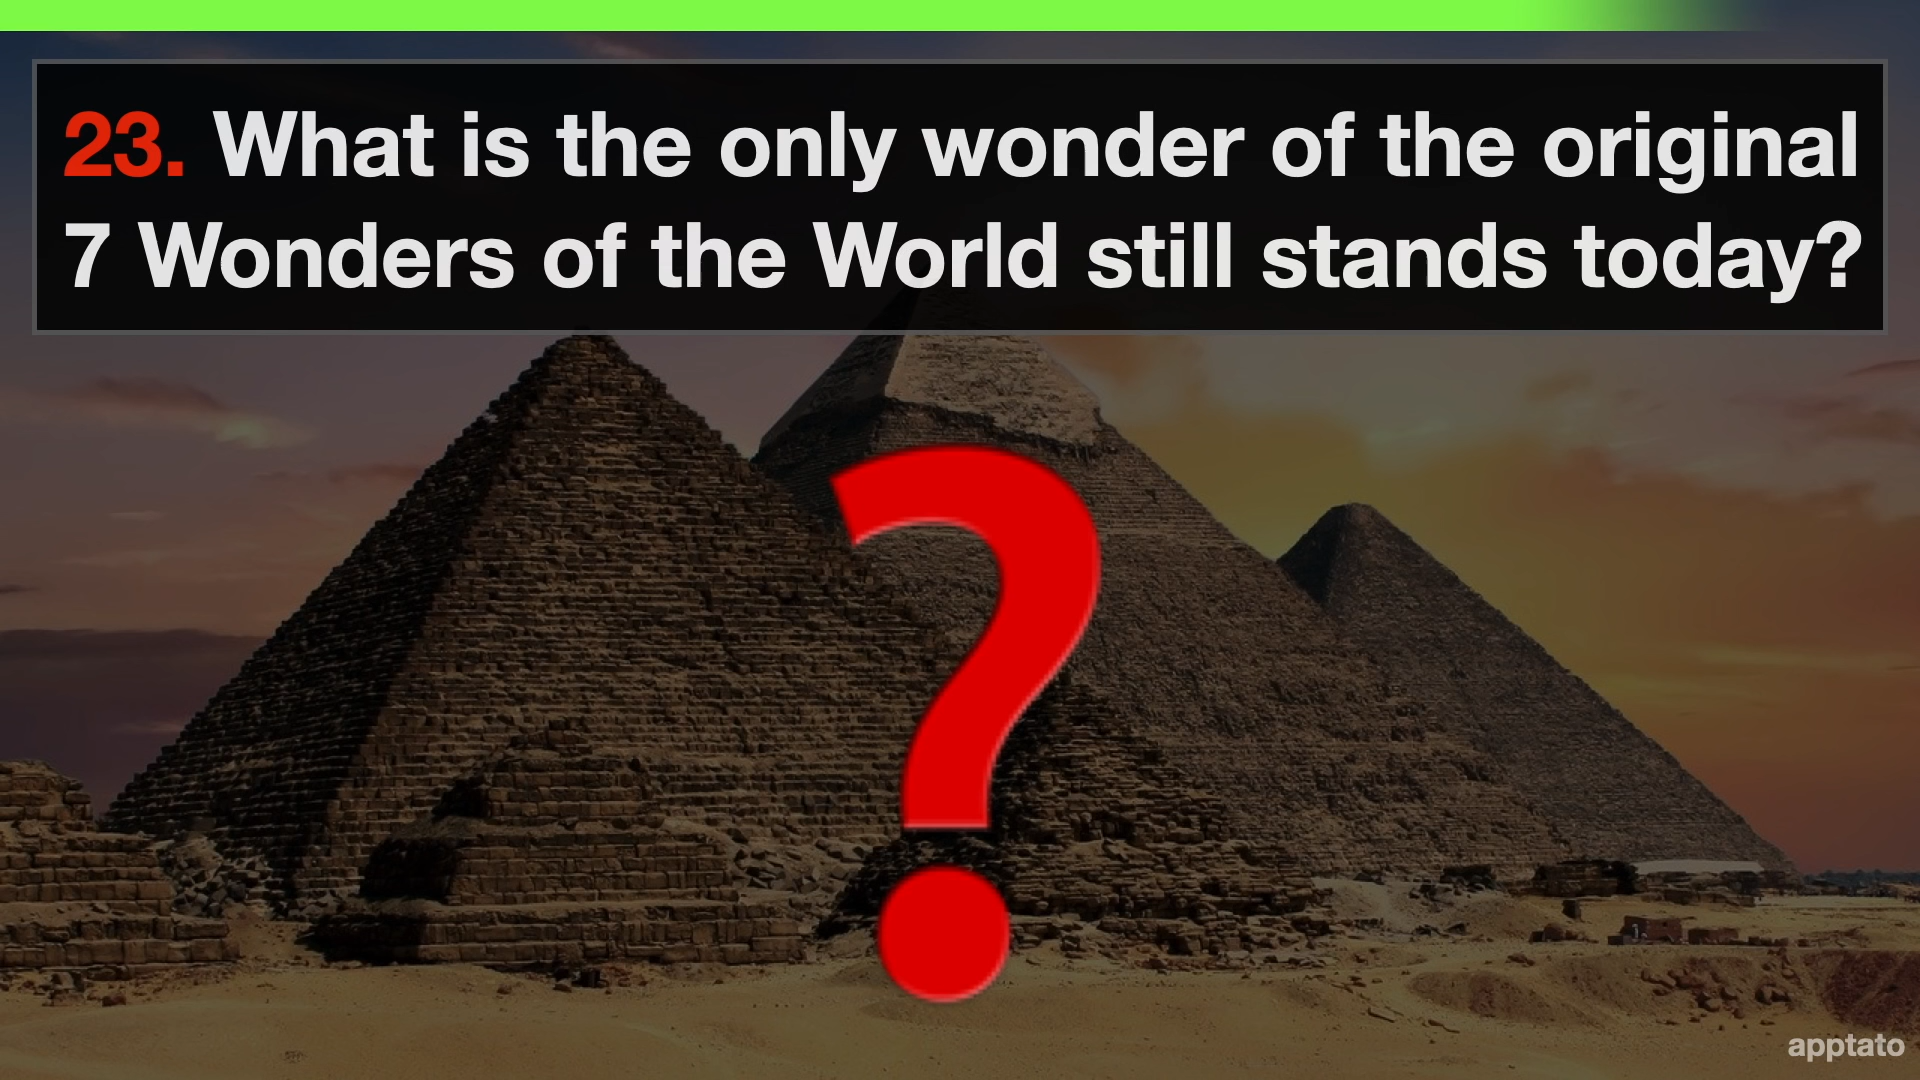 23. What is the only wonder of the original
7 Wonders of the World still stands today?
?
apptato